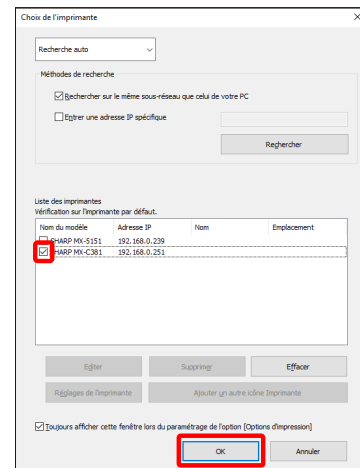 Choix de l'imprimante
Recherche auto
Méthodes de recherche
Rechercher sur le même sous-réseau que celui de votre PC
Entrer une adresse IP spécifique
Rechercher
Liste des imprimantes
Vérification sur l'imprimante par défaut.
Nom du modèle Adresse IP Nom Emplacement
SHARP MX-5151 192.168.0.239
SHARP MX-C381 192.168.0.251
Editer Supprimer Effacer
Réglages de l'imprimante Ajouter un autre icône Imprimante
Toujours afficher cette fenêtre lors du paramétrage de l'option [Options d'impression]
OK Annuler